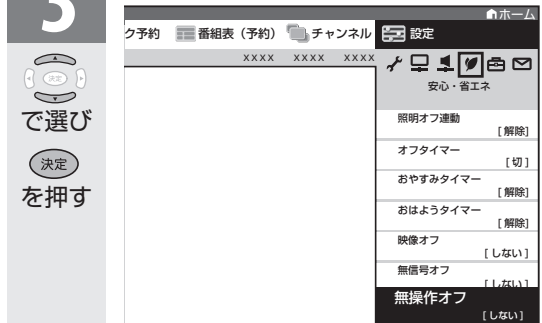 3
決定
で選び
決定
を押す
ホーム
ク予約 番組表（予約） チャンネル 設定
XXXX XXXX XXXX
安心・省エネ
照明オフ連動
[解除]
オフタイマー
[切]
おやすみタイマー
[解除]
おはようタイマー
[解除]
映像オフ
[しない]
無信号オフ
[しない]
無操作オフ
[しない]